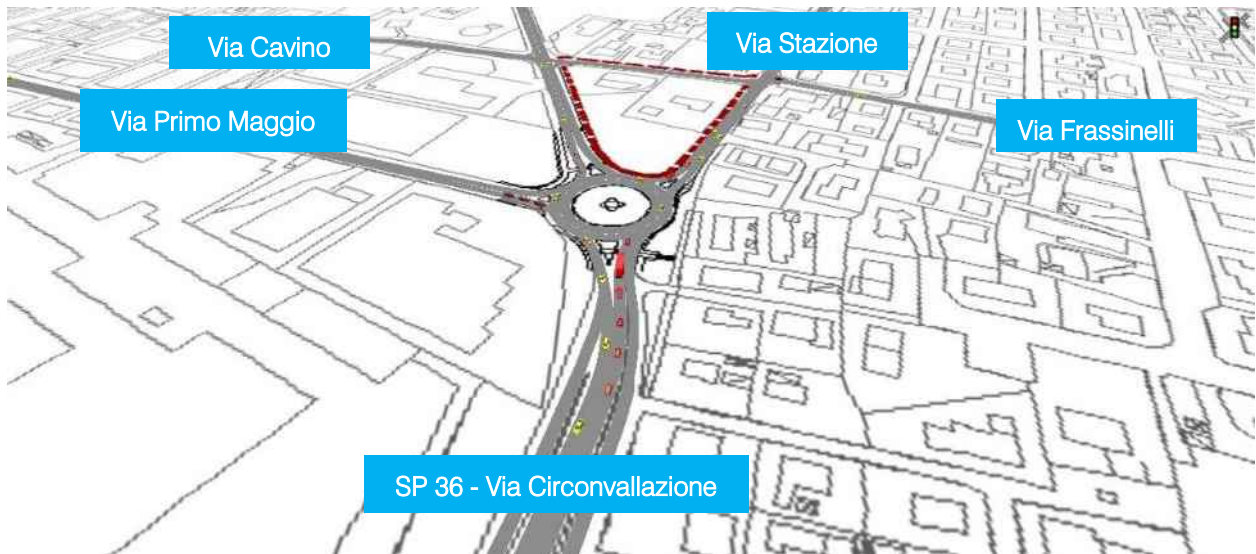 Via Cavino
Via Stazione
Via Primo Maggio
Via Frassinelli
SP 36 - Via Circonvallazione